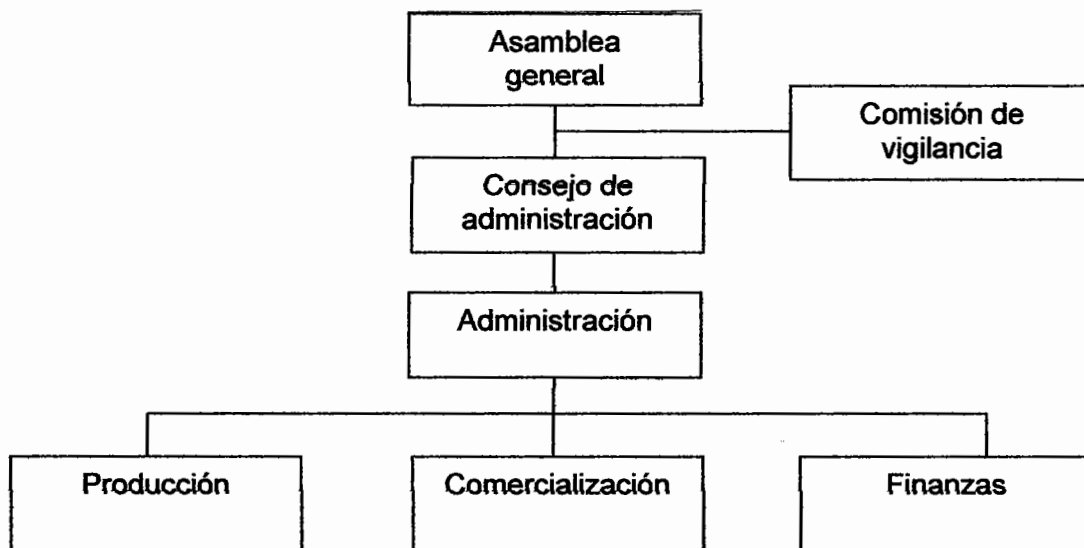 Asamblea
general
Comisión de
vigilancia
Consejo de
administración
Administración
Producción
Comercialización
Finanzas